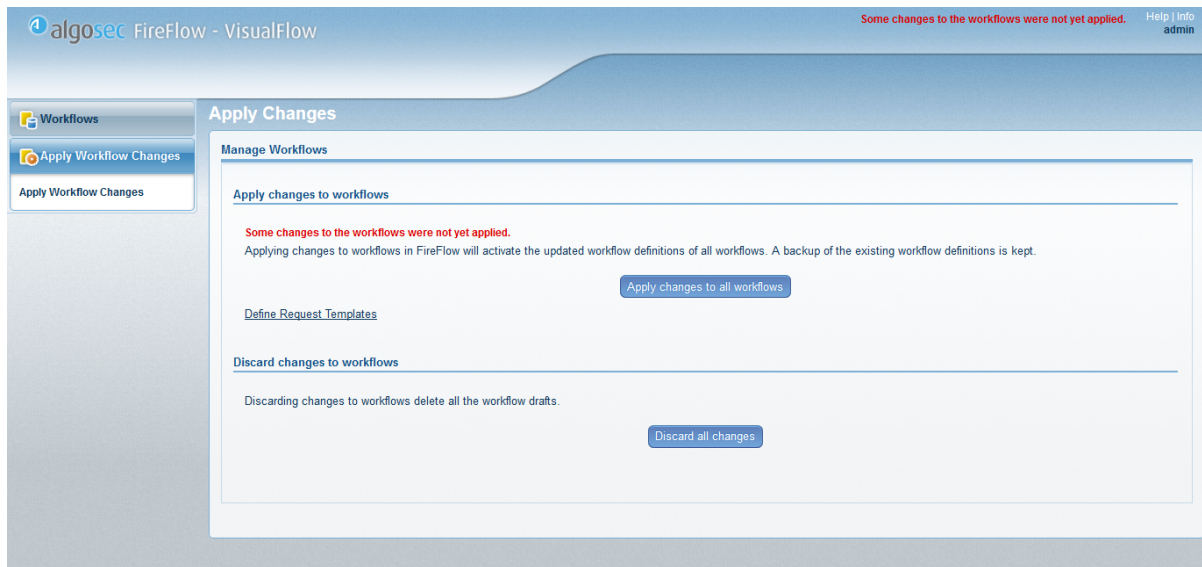 algosec FireFlow - VisualFlow
Some changes to the workflows were not yet applied.
Help | Info
admin
Workflows
Apply Workflow Changes
Apply Workflow Changes
Apply Changes
Manage Workflows
Apply changes to workflows
Some changes to the workflows were not yet applied.
Applying changes to workflows in FireFlow will activate the updated workflow definitions of all workflows. A backup of the existing workflow definitions is kept.
Apply changes to all workflows
Define Request Templates
Discard changes to workflows
Discarding changes to workflows delete all the workflow drafts.
Discard all changes